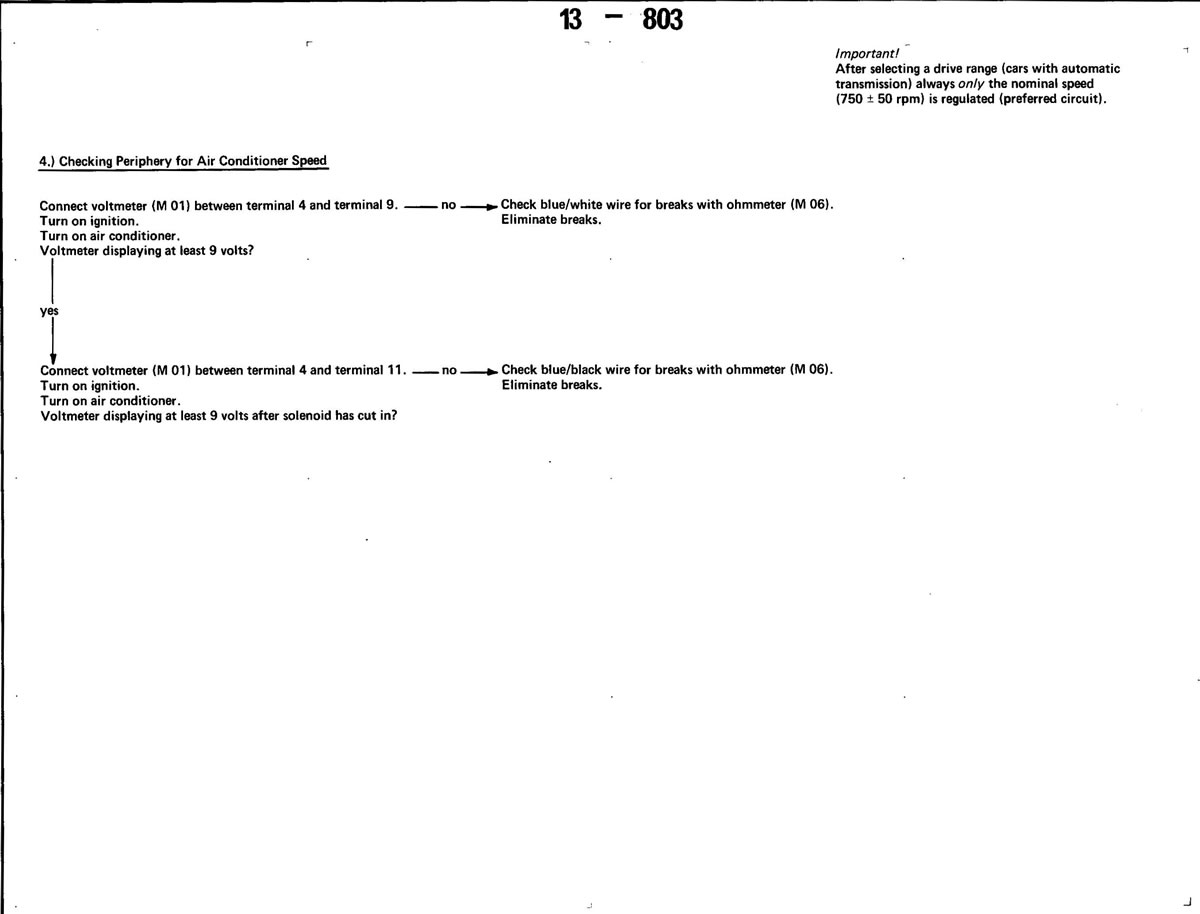 13 – 803
Important!
After selecting a drive range (cars with automatic
transmission) always only the nominal speed
(750 ± 50 rpm) is regulated (preferred circuit).
4.) Checking Periphery for Air Conditioner Speed
Connect voltmeter (M 01) between terminal 4 and terminal 9. no Check blue/white wire for breaks with ohmmeter (M 06).
Turn on ignition. Eliminate breaks.
Turn on air conditioner.
Voltmeter displaying at least 9 volts?
yes
Connect voltmeter (M 01) between terminal 4 and terminal 11. no Check blue/black wire for breaks with ohmmeter (M 06).
Turn on ignition. Eliminate breaks.
Turn on air conditioner.
Voltmeter displaying at least 9 volts after solenoid has cut in?